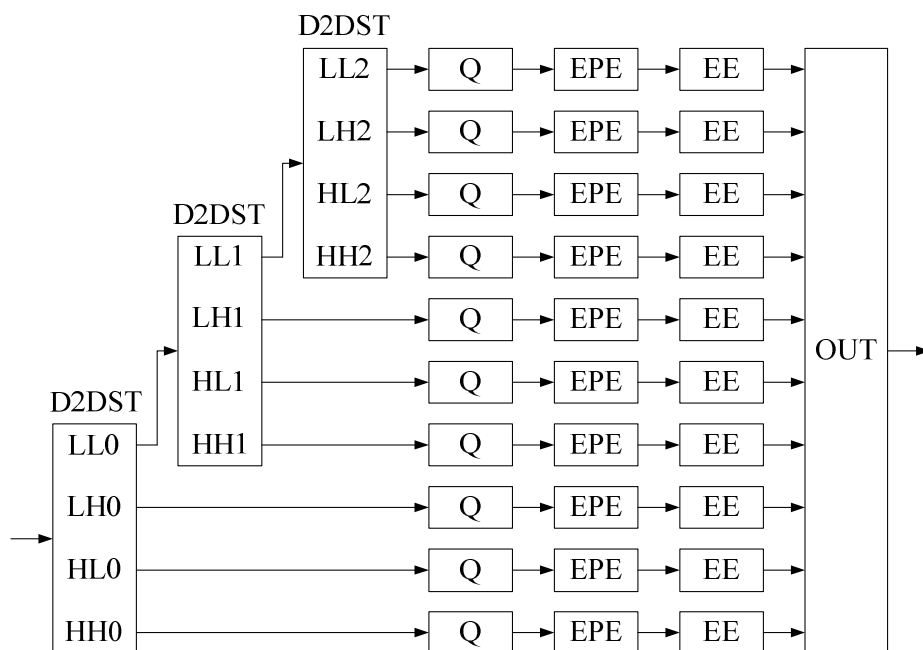 D2DST
LL2 Q EPE EE
LH2 Q EPE EE
HL2 Q EPE EE
D2DST
LL1 HH2 Q EPE EE
LH1 Q EPE EE
OUT
HL1 Q EPE EE
D2DST
LL0 HH1 Q EPE EE
LH0 Q EPE EE
HL0 Q EPE EE
HH0 Q EPE EE